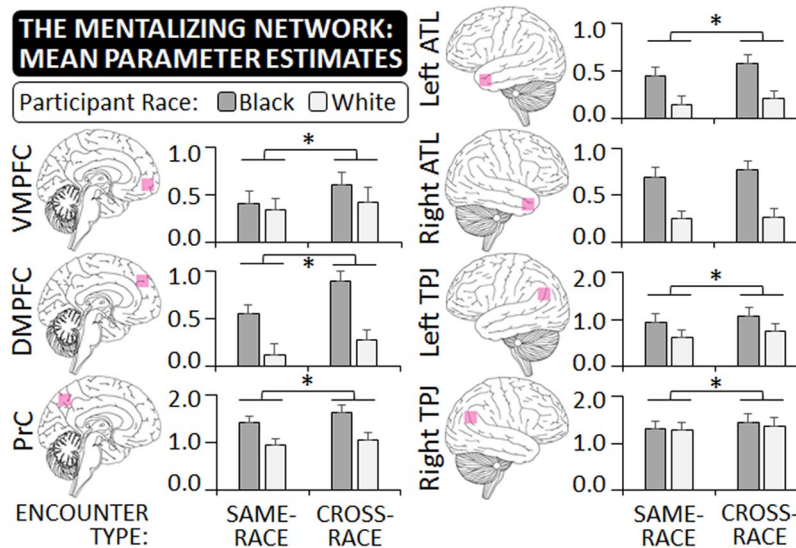 THE MENTALIZING NETWORK:
MEAN PARAMETER ESTIMATES
Participant Race: Black White
VMPFC
1.0
0.5
0.0
*
DMPFC
1.0
0.5
0.0
*
PrC
2.0
1.0
0.0
*
ENCOUNTER
TYPE:
SAME-
RACE
CROSS-
RACE
Left ATL
1.0
0.5
0.0
*
Right ATL
1.0
0.5
0.0
Left TPJ
2.0
1.0
0.0
*
Right TPJ
2.0
1.0
0.0
*
SAME-
RACE
CROSS-
RACE